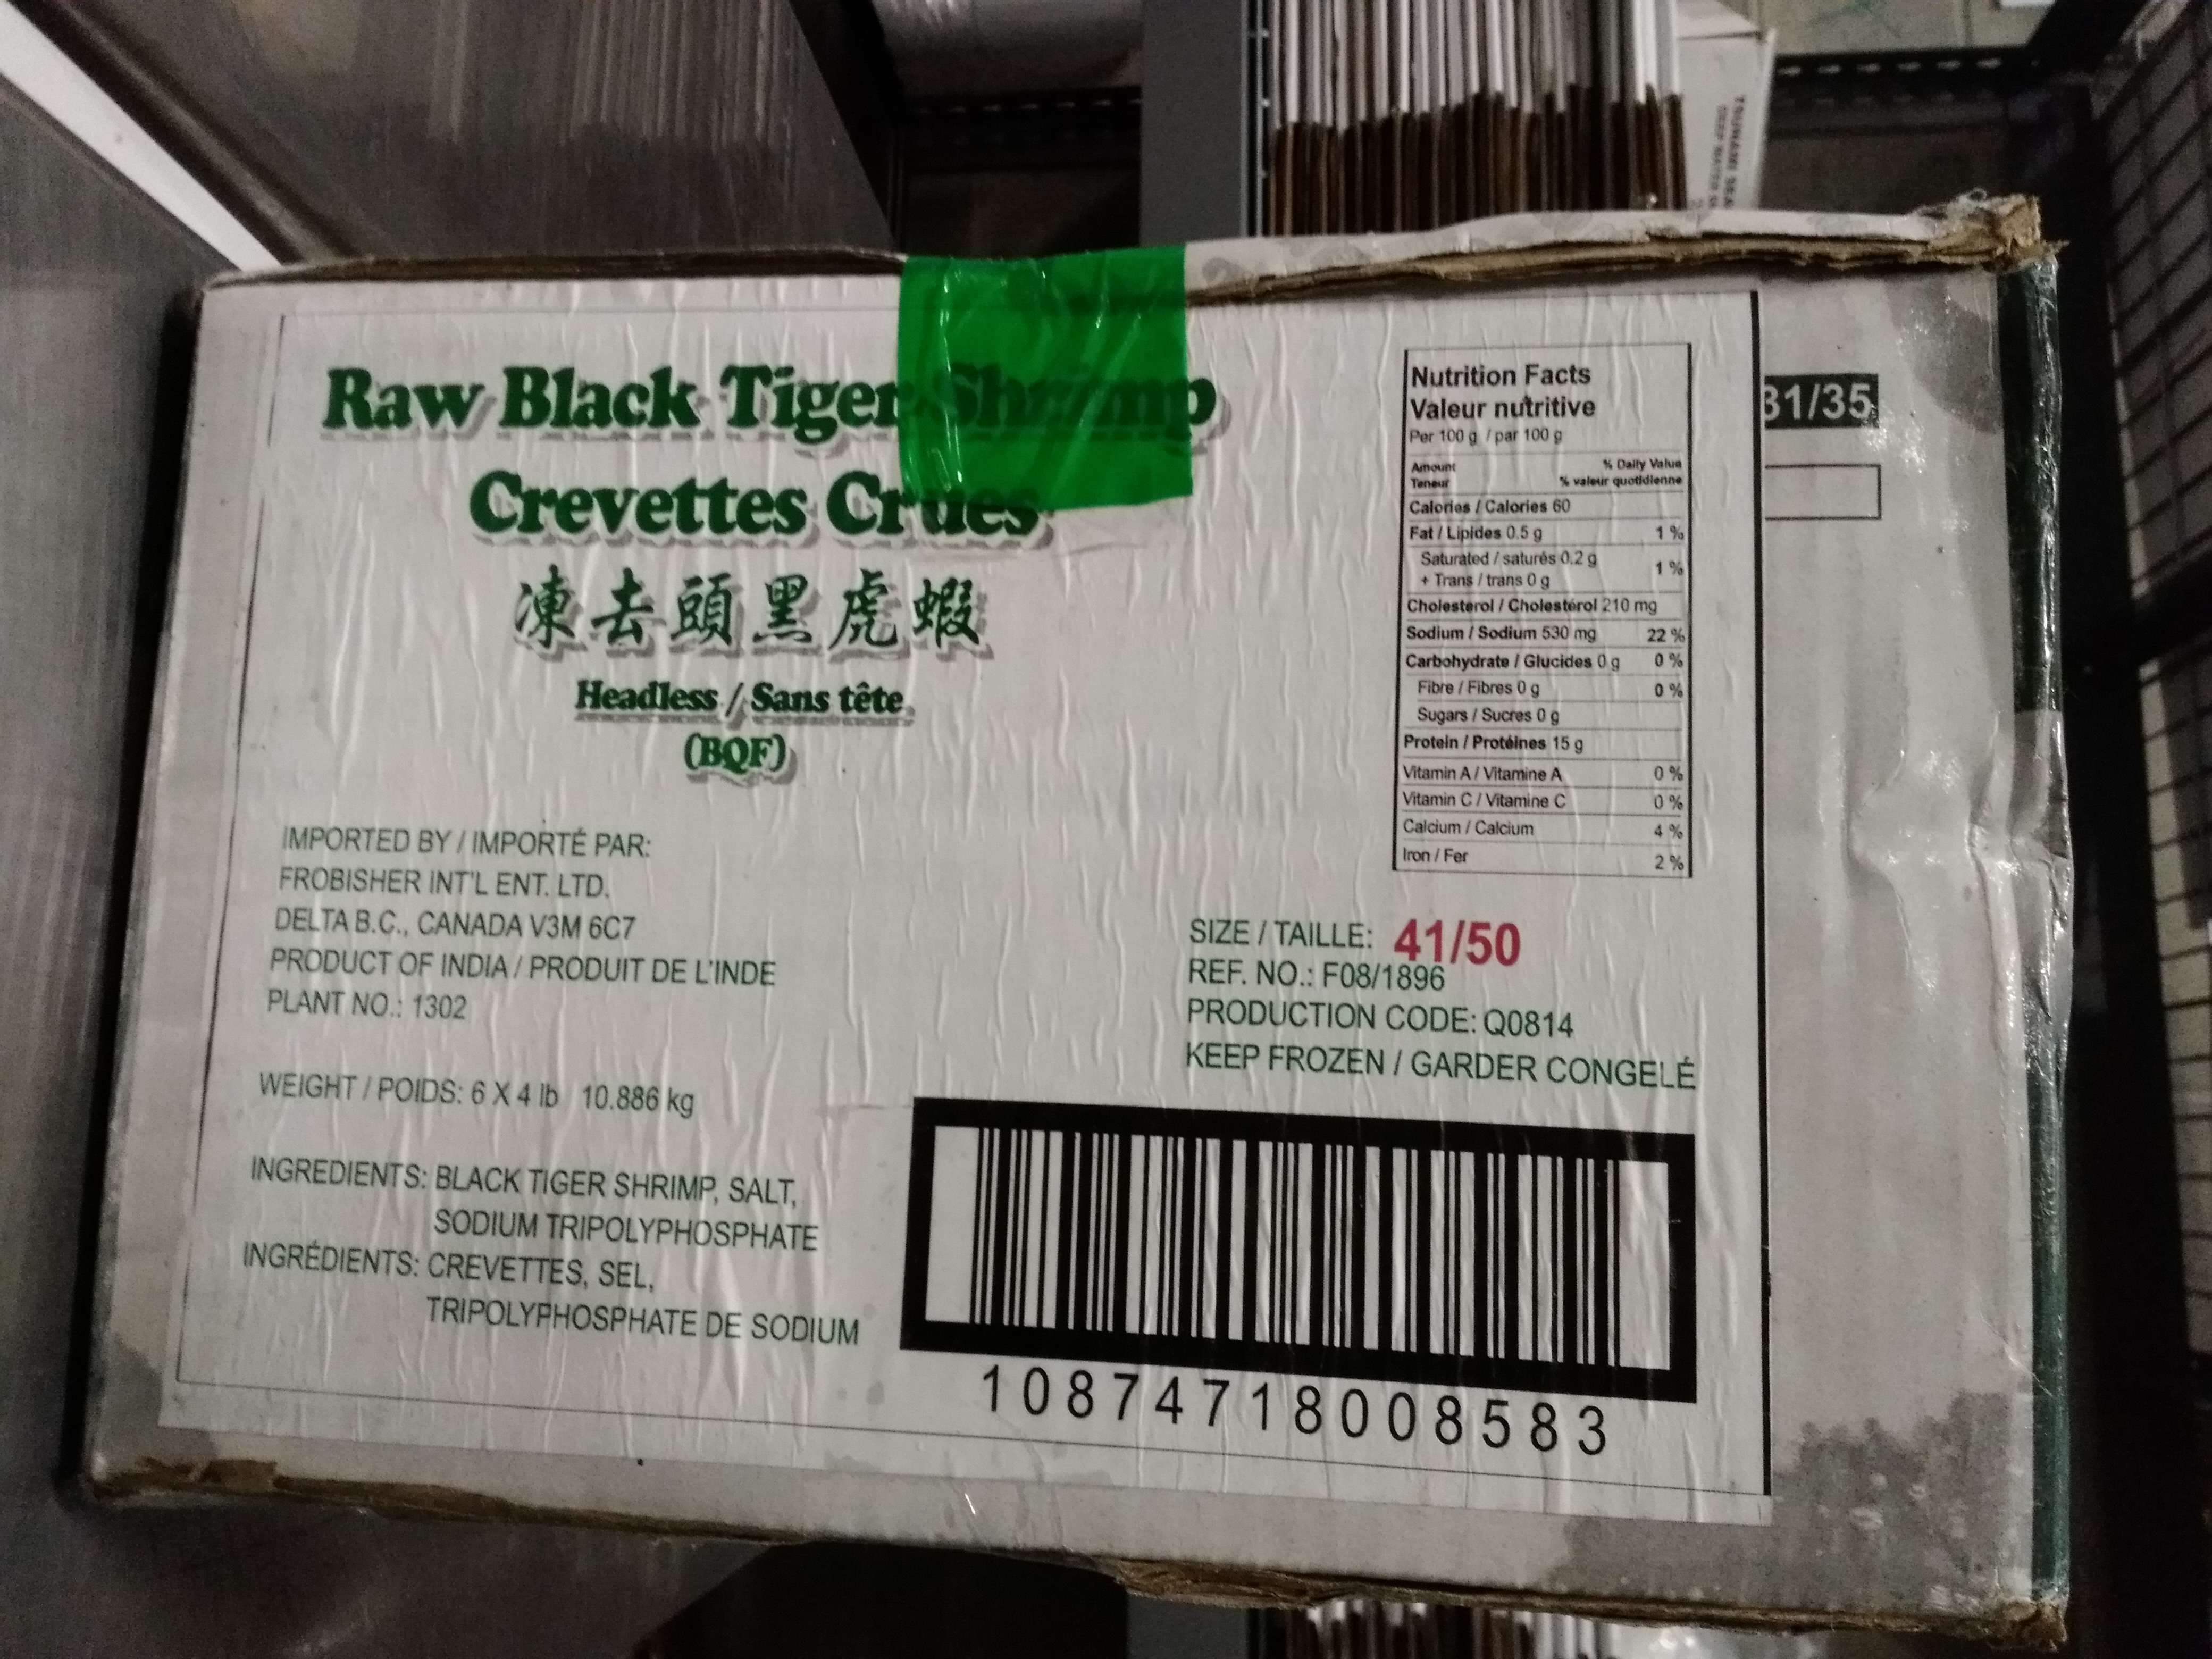 Raw Black Tiger Shrimp
Crevettes Crues
凍去頭黑虎蝦
Headless / Sans tête
(BQF)
IMPORTED BY / IMPORTÉ PAR:
FROBISHER INT'L ENT. LTD.
DELTA B.C., CANADA V3M 6C7
PRODUCT OF INDIA / PRODUIT DE L'INDE
PLANT NO.: 1302
WEIGHT / POIDS: 6 X 4 lb 10.886 kg
INGREDIENTS: BLACK TIGER SHRIMP, SALT,
SODIUM TRIPOLYPHOSPHATE
INGRÉDIENTS: CREVETTES, SEL,
TRIPOLYPHOSPHATE DE SODIUM
Nutrition Facts
Valeur nutritive
Per 100 g / par 100 g
Amount % Daily Value
Teneur % valeur quotidienne
Calories / Calories 60
Fat / Lipides 0.5 g 1 %
Saturated / saturés 0.2 g
+ Trans / trans 0 g 1 %
Cholesterol / Cholestérol 210 mg
Sodium / Sodium 530 mg 22 %
Carbohydrate / Glucides 0 g 0 %
Fibre / Fibres 0 g 0 %
Sugars / Sucres 0 g
Protein / Protéines 15 g
Vitamin A / Vitamine A 0 %
Vitamin C / Vitamine C 0 %
Calcium / Calcium 4 %
Iron / Fer 2 %
31/35
SIZE / TAILLE: 41/50
REF. NO.: F08/1896
PRODUCTION CODE: Q0814
KEEP FROZEN / GARDER CONGELÉ
10874718008583